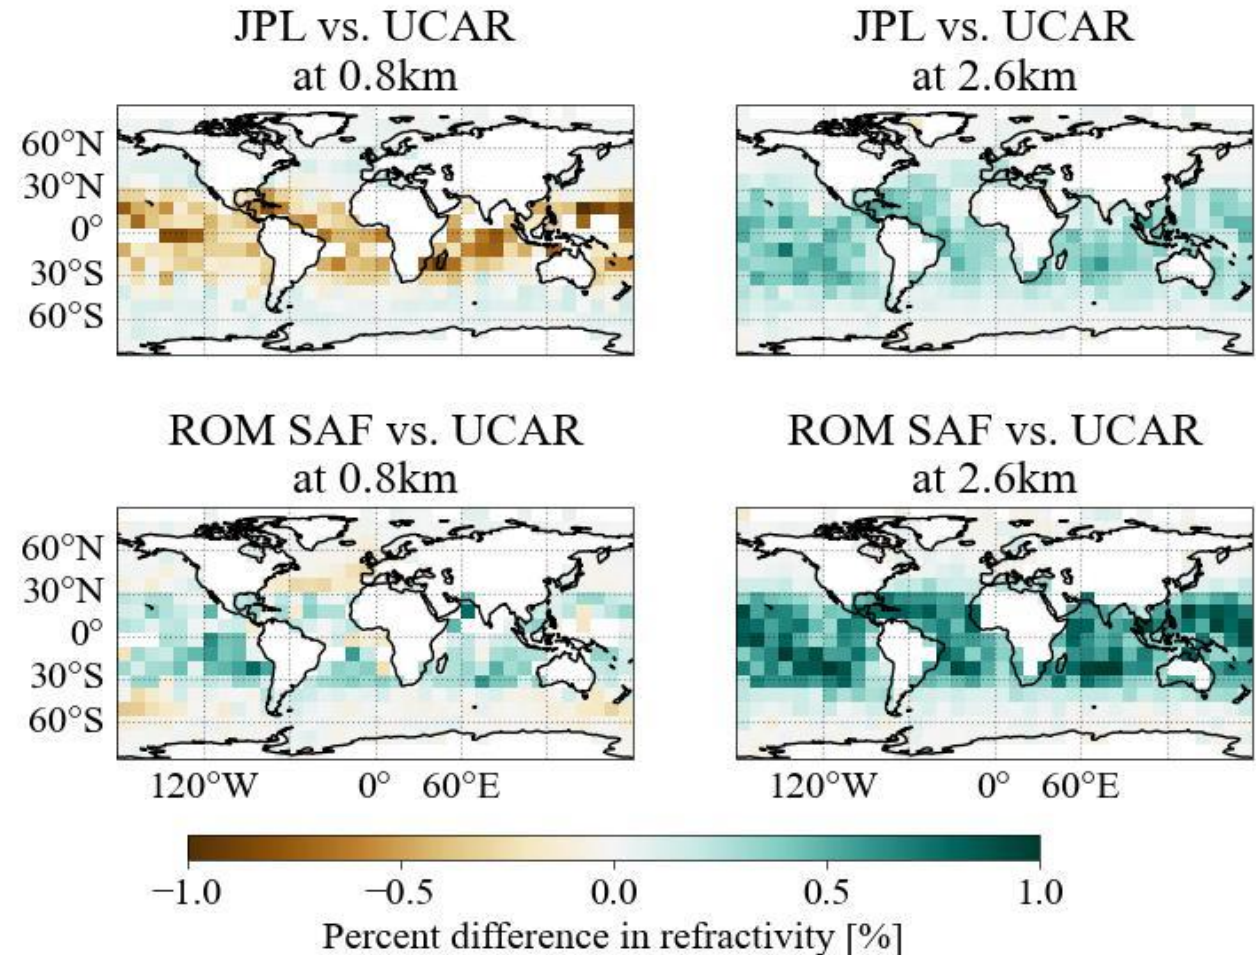 JPL vs. UCAR
at 0.8km
JPL vs. UCAR
at 2.6km
60°N
30°N
0°
30°S
60°S
ROM SAF vs. UCAR
at 0.8km
ROM SAF vs. UCAR
at 2.6km
60°N
30°N
0°
30°S
60°S
120°W 0° 60°E
120°W 0° 60°E
−1.0 −0.5 0.0 0.5 1.0
Percent difference in refractivity [%]